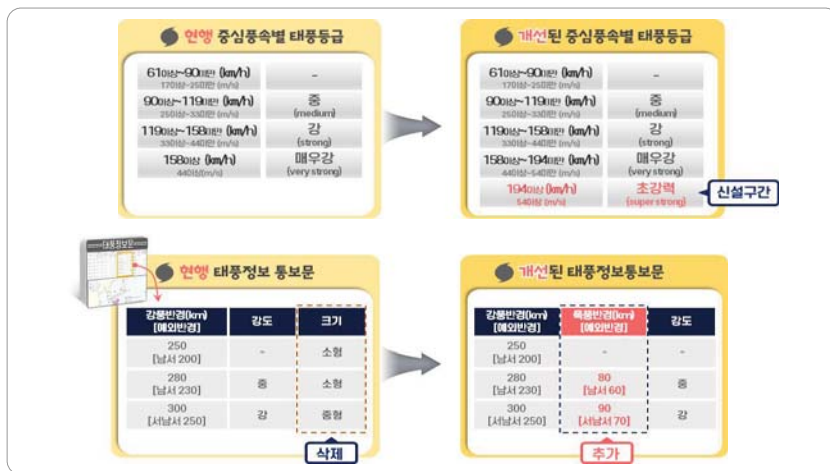 현행 중심풍속별 태풍등급
61이상~90미만 (km/h)
17이상~25미만 (m/s)
-
90이상~119미만 (km/h)
25이상~33미만 (m/s)
중
(medium)
119이상~158미만 (km/h)
33이상~44미만 (m/s)
강
(strong)
158이상 (km/h)
44이상(m/s)
매우강
(very strong)
개선된 중심풍속별 태풍등급
61이상~90미만 (km/h)
17이상~25미만 (m/s)
-
90이상~119미만 (km/h)
25이상~33미만 (m/s)
중
(medium)
119이상~158미만 (km/h)
33이상~44미만 (m/s)
강
(strong)
158이상~194미만 (km/h)
44이상~54미만 (m/s)
매우강
(very strong)
194이상 (km/h)
54이상 (m/s)
초강력
(super strong)
신설구간
태풍정보문
현행 태풍정보 통보문
강풍반경(km)
[예외반경]
강도
크기
250
[남서 200]
-
소형
280
[남서 230]
중
소형
300
[서남서 250]
강
중형
삭제
개선된 태풍정보통보문
강풍반경(km)
[예외반경]
폭풍반경(km)
[예외반경]
강도
250
[남서 200]
-
-
280
[남서 230]
80
[남서 60]
중
300
[서남서 250]
90
[서남서 70]
강
추가